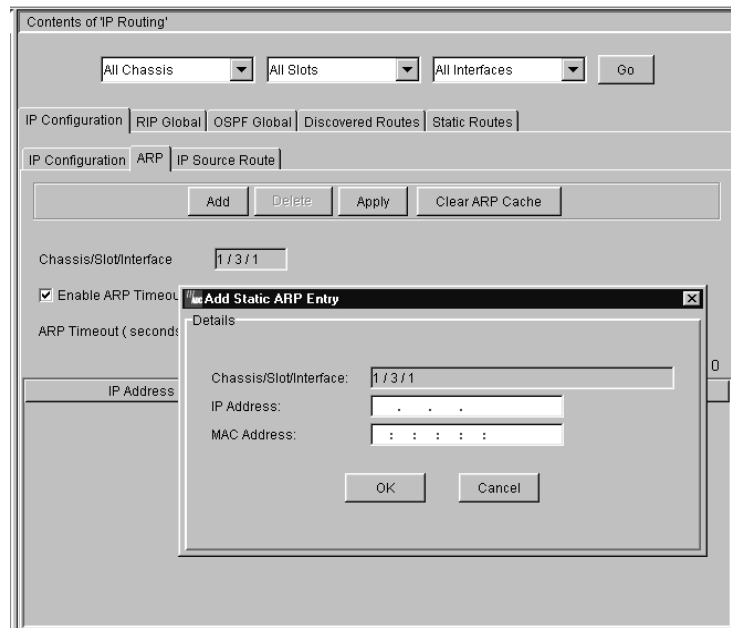 Contents of 'IP Routing'
All Chassis All Slots All Interfaces Go
IP Configuration RIP Global OSPF Global Discovered Routes Static Routes
IP Configuration ARP IP Source Route
Add Delete Apply Clear ARP Cache
Chassis/Slot/Interface 1 / 3 / 1
Enable ARP Timeou
ARP Timeout ( seconds
0
IP Address
Add Static ARP Entry
Details
Chassis/Slot/Interface: 1 / 3 / 1
IP Address: . . .
MAC Address: : : : : :
OK Cancel